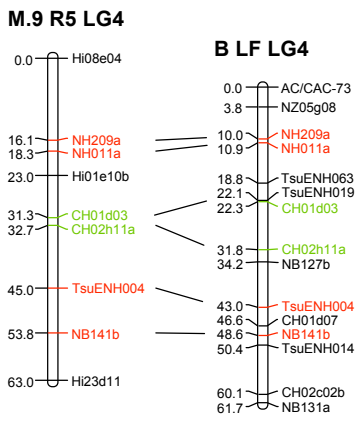 M.9 R5 LG4
0.0 Hi08e04
16.1 NH209a
18.3 NH011a
23.0 Hi01e10b
31.3 CH01d03
32.7 CH02h11a
45.0 TsuENH004
53.8 NB141b
63.0 Hi23d11
B LF LG4
0.0 AC/CAC-73
3.8 NZ05g08
10.0 NH209a
10.9 NH011a
18.8 TsuENH063
22.1 TsuENH019
22.3 CH01d03
31.8 CH02h11a
34.2 NB127b
43.0 TsuENH004
46.6 CH01d07
48.6 NB141b
50.4 TsuENH014
60.1 CH02c02b
61.7 NB131a